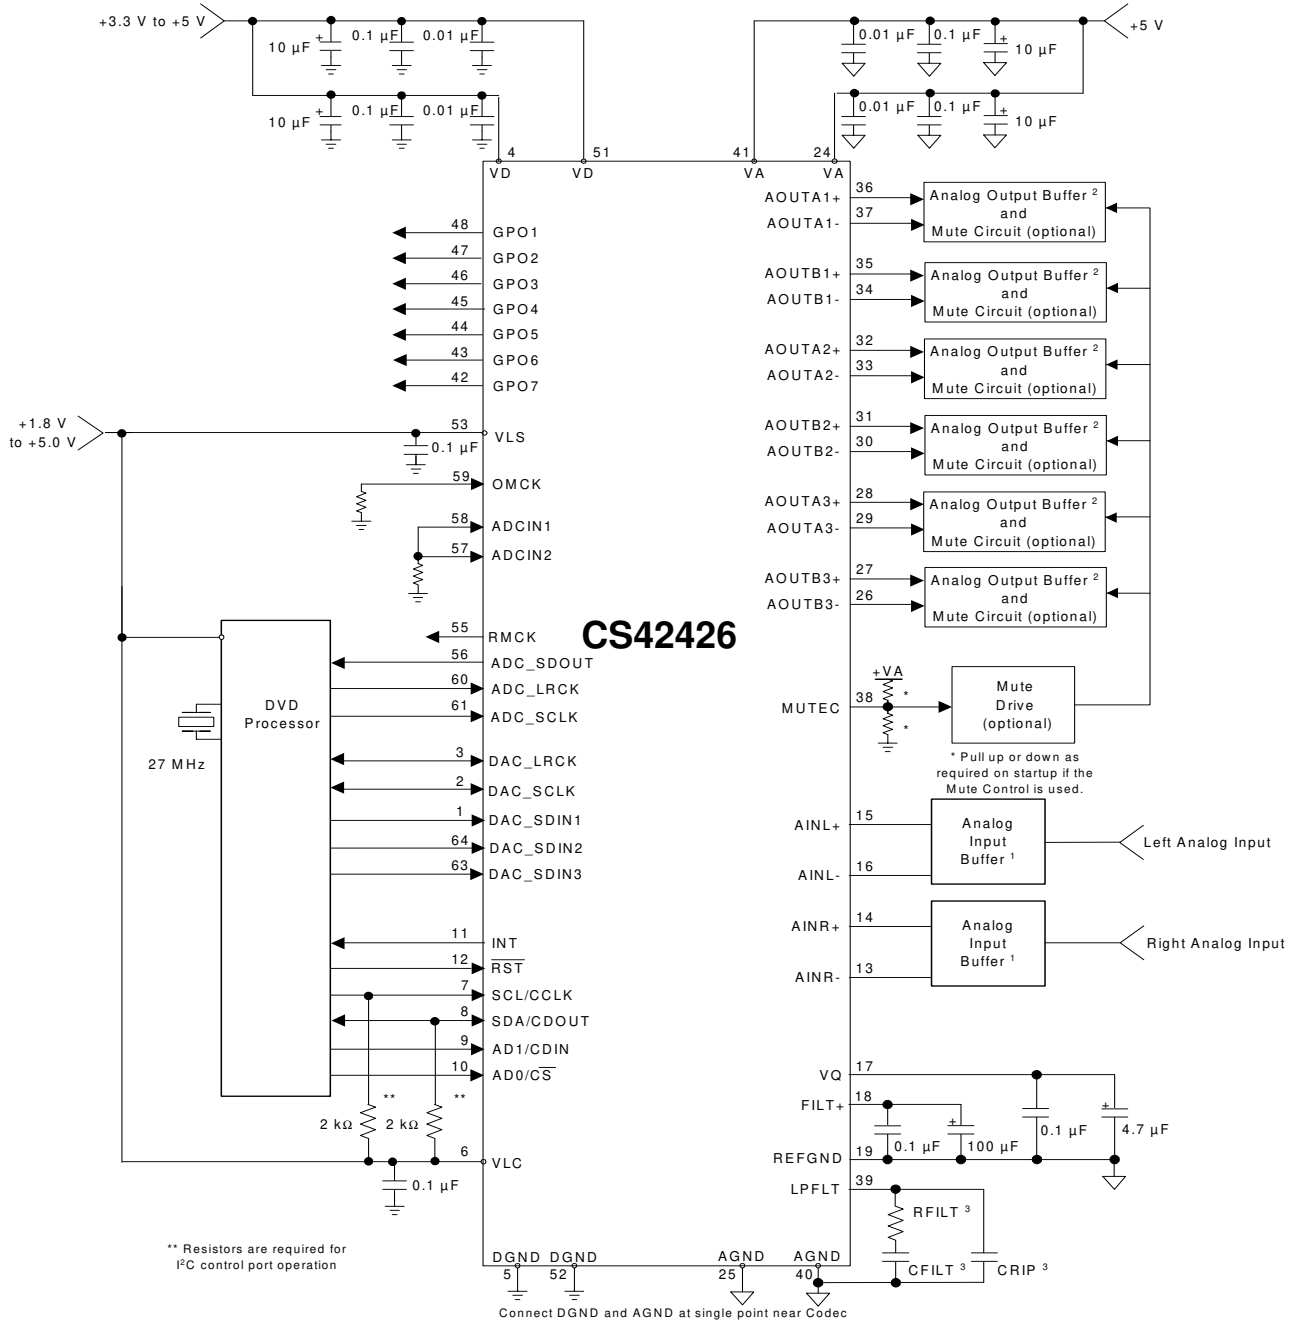 +3.3 V to +5 V
10 µF
+
0.1 µF
0.01 µF
10 µF
+
0.1 µF
0.01 µF
0.01 µF
0.1 µF
+
10 µF
+5 V
0.01 µF
0.1 µF
+
10 µF
4
51
41
24
VD
VD
VA
VA
48
GPO1
47
GPO2
46
GPO3
45
GPO4
44
GPO5
43
GPO6
42
GPO7
+1.8 V
to +5.0 V
53
VLS
0.1 µF
59
OMCK
58
ADCIN1
57
ADCIN2
CS42426
55
RMCK
56
ADC_SDOUT
60
ADC_LRCK
61
ADC_SCLK
DVD
Processor
27 MHz
3
DAC_LRCK
2
DAC_SCLK
1
DAC_SDIN1
64
DAC_SDIN2
63
DAC_SDIN3
11
INT
12
RST
7
SCL/CCLK
8
SDA/CDOUT
9
AD1/CDIN
10
AD0/CS
**
**
2 kΩ
2 kΩ
6
VLC
0.1 µF
** Resistors are required for
I²C control port operation
AOUTA1+
36
AOUTA1-
37
Analog Output Buffer ²
and
Mute Circuit (optional)
AOUTB1+
35
AOUTB1-
34
Analog Output Buffer ²
and
Mute Circuit (optional)
AOUTA2+
32
AOUTA2-
33
Analog Output Buffer ²
and
Mute Circuit (optional)
AOUTB2+
31
AOUTB2-
30
Analog Output Buffer ²
and
Mute Circuit (optional)
AOUTA3+
28
AOUTA3-
29
Analog Output Buffer ²
and
Mute Circuit (optional)
AOUTB3+
27
AOUTB3-
26
Analog Output Buffer ²
and
Mute Circuit (optional)
+VA
*
*
MUTEC
38
Mute
Drive
(optional)
* Pull up or down as
required on startup if the
Mute Control is used.
AINL+
15
AINL-
16
Analog
Input
Buffer ¹
Left Analog Input
AINR+
14
AINR-
13
Analog
Input
Buffer ¹
Right Analog Input
VQ
17
FILT+
18
0.1 µF
+
100 µF
0.1 µF
+
4.7 µF
REFGND
19
LPFLT
39
RFILT ³
CFILT ³
CRIP ³
DGND
DGND
AGND
AGND
5
52
25
40
Connect DGND and AGND at single point near Codec